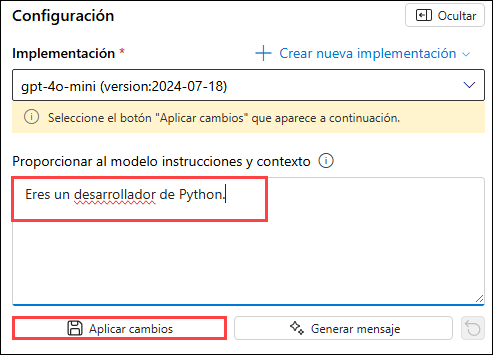 Configuración
Ocultar
Implementación *
Crear nueva implementación
gpt-4o-mini (version:2024-07-18)
Seleccione el botón "Aplicar cambios" que aparece a continuación.
Proporcionar al modelo instrucciones y contexto
Eres un desarrollador de Python.
Aplicar cambios
Generar mensaje